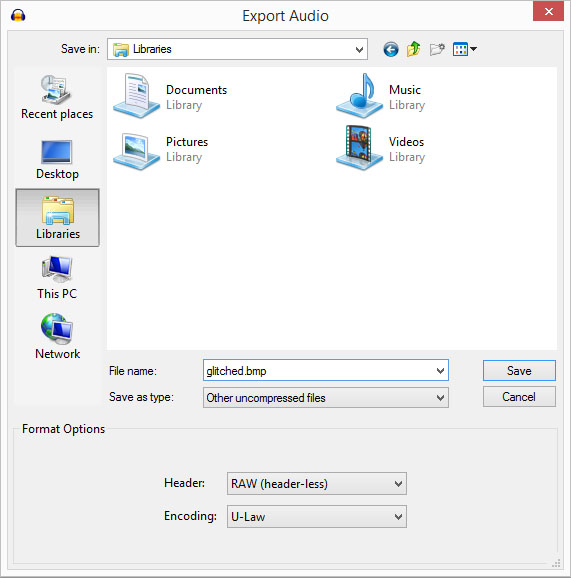 Export Audio
Save in: Libraries
Recent places
Desktop
Libraries
This PC
Network
Documents
Library
Music
Library
Pictures
Library
Videos
Library
File name: glitched.bmp Save
Save as type: Other uncompressed files Cancel
Format Options
Header: RAW (header-less)
Encoding: U-Law